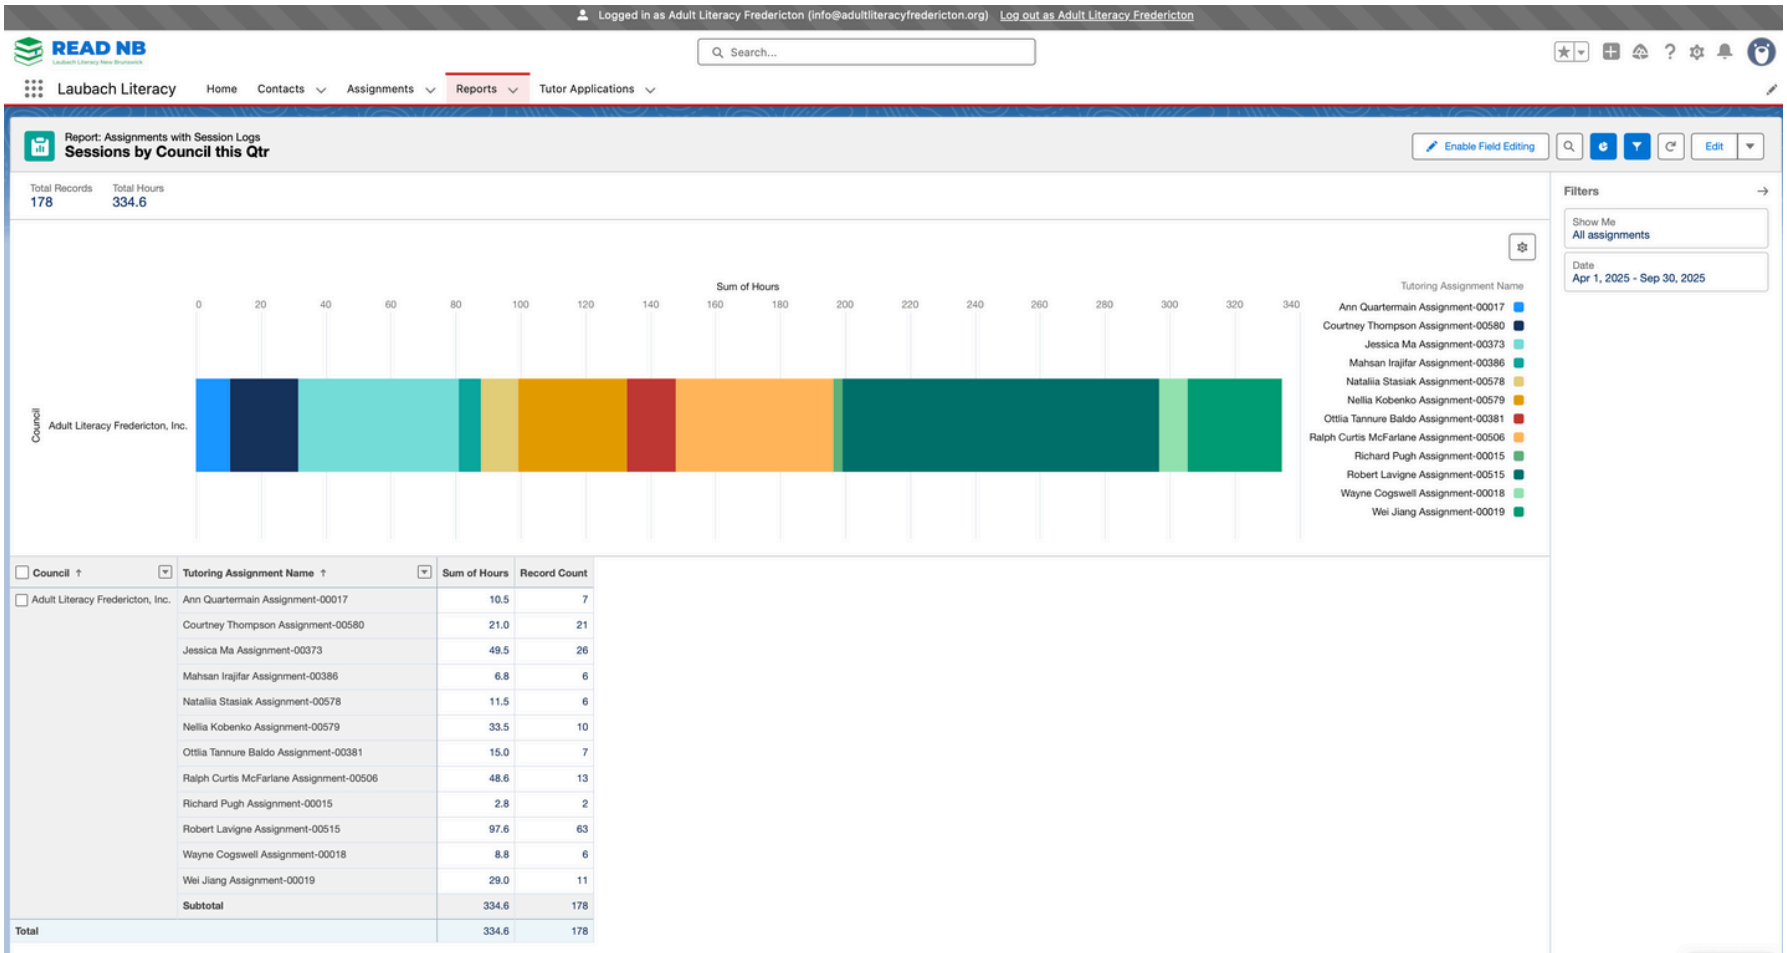 Logged in as Adult Literacy Fredericton (info@adultliteracyfredericton.org) Log out as Adult Literacy Fredericton
READ NB
Laubach Literacy New Brunswick
Search...
Laubach Literacy Home Contacts Assignments Reports Tutor Applications
Report: Assignments with Session Logs
Sessions by Council this Qtr
Enable Field Editing Edit
Total Records Total Hours
178 334.6
Filters
Show Me
All assignments
Date
Apr 1, 2025 - Sep 30, 2025
Sum of Hours
0 20 40 60 80 100 120 140 160 180 200 220 240 260 280 300 320 340
Council
Adult Literacy Fredericton, Inc.
Tutoring Assignment Name
Ann Quartermain Assignment-00017
Courtney Thompson Assignment-00580
Jessica Ma Assignment-00373
Mahsan Irajifar Assignment-00386
Nataliia Stasiak Assignment-00578
Nellia Kobenko Assignment-00579
Ottlia Tannure Baldo Assignment-00381
Ralph Curtis McFarlane Assignment-00506
Richard Pugh Assignment-00015
Robert Lavigne Assignment-00515
Wayne Cogswell Assignment-00018
Wei Jiang Assignment-00019
Council ↑ Tutoring Assignment Name ↑ Sum of Hours Record Count
Adult Literacy Fredericton, Inc. Ann Quartermain Assignment-00017 10.5 7
Courtney Thompson Assignment-00580 21.0 21
Jessica Ma Assignment-00373 49.5 26
Mahsan Irajifar Assignment-00386 6.8 6
Nataliia Stasiak Assignment-00578 11.5 6
Nellia Kobenko Assignment-00579 33.5 10
Ottlia Tannure Baldo Assignment-00381 15.0 7
Ralph Curtis McFarlane Assignment-00506 48.6 13
Richard Pugh Assignment-00015 2.8 2
Robert Lavigne Assignment-00515 97.6 63
Wayne Cogswell Assignment-00018 8.8 6
Wei Jiang Assignment-00019 29.0 11
Subtotal 334.6 178
Total 334.6 178